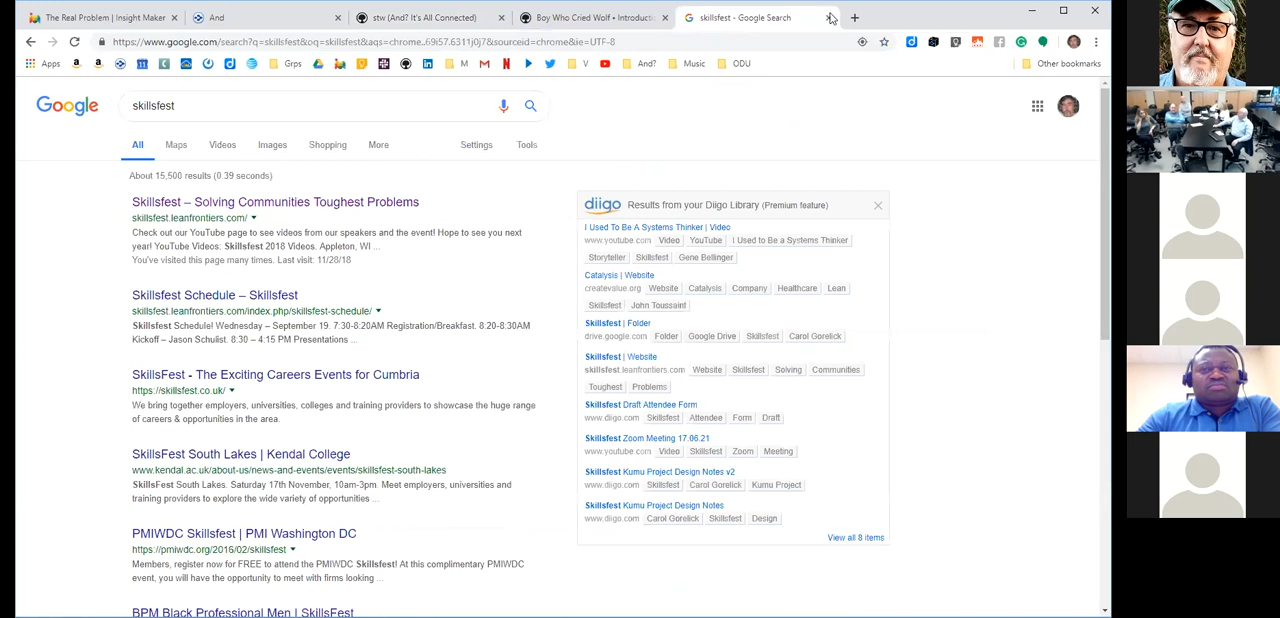 The Real Problem | Insight Maker
And
stw (And? It's All Connected)
Boy Who Cried Wolf - Introducti
skillsfest - Google Search
https://www.google.com/search?q=skillsfest&oq=skillsfest&aqs=chrome..69i57.6311j0j7&sourceid=chrome&ie=UTF-8
Apps
Grps
M
V
And?
Music
ODU
Other bookmarks
Google
skillsfest
All
Maps
Videos
Images
Shopping
More
Settings
Tools
About 15,500 results (0.39 seconds)
Skillsfest – Solving Communities Toughest Problems
skillsfest.leanfrontiers.com/
Check out our YouTube page to see videos from our speakers and the event! Hope to see you next
year! YouTube Videos: Skillsfest 2018 Videos. Appleton, WI ...
You've visited this page many times. Last visit: 11/28/18
Skillsfest Schedule – Skillsfest
skillsfest.leanfrontiers.com/index.php/skillsfest-schedule/
Skillsfest Schedule! Wednesday – September 19. 7:30-8:20AM Registration/Breakfast. 8:20-8:30AM
Kickoff – Jason Schulist. 8:30 – 4:15 PM Presentations ...
SkillsFest - The Exciting Careers Events for Cumbria
https://skillsfest.co.uk/
We bring together employers, universities, colleges and training providers to showcase the huge range
of careers & opportunities in the area.
SkillsFest South Lakes | Kendal College
www.kendal.ac.uk/about-us/news-and-events/events/skillsfest-south-lakes
SkillsFest South Lakes. Saturday 17th November, 10am-3pm. Meet employers, universities and
training providers to explore the wide variety of opportunities ...
PMIWDC Skillsfest | PMI Washington DC
https://pmiwdc.org/2016/02/skillsfest
Members, register now for FREE to attend the PMIWDC Skillsfest! At this complimentary PMIWDC
event, you will have the opportunity to meet with firms looking ...
BPM Black Professional Men | SkillsFest
diigo Results from your Diigo Library (Premium feature)
I Used To Be A Systems Thinker | Video
www.youtube.com Video YouTube I Used to Be a Systems Thinker
Storyteller Skillsfest Gene Bellinger
Catalysis | Website
createvalue.org Website Catalysis Company Healthcare Lean
Skillsfest John Toussaint
Skillsfest | Folder
drive.google.com Folder Google Drive Skillsfest Carol Gorelick
Skillsfest | Website
skillsfest.leanfrontiers.com Website Skillsfest Solving Communities
Toughest Problems
Skillsfest Draft Attendee Form
www.diigo.com Skillsfest Attendee Form Draft
Skillsfest Zoom Meeting 17.06.21
www.youtube.com Video Skillsfest Zoom Meeting
Skillsfest Kumu Project Design Notes v2
www.diigo.com Skillsfest Carol Gorelick Kumu Project
Skillsfest Kumu Project Design Notes
www.diigo.com Carol Gorelick Skillsfest Design
View all 8 items